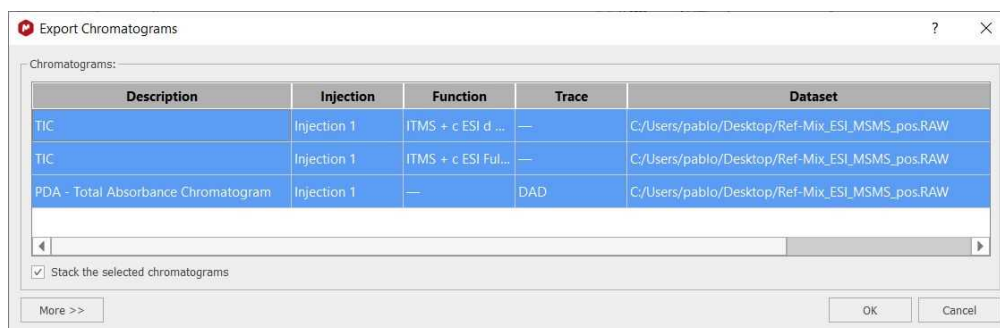 Export Chromatograms ? ×
Chromatograms:
Description Injection Function Trace Dataset
TIC Injection 1 ITMS + c ESI d ... — C:/Users/pablo/Desktop/Ref-Mix_ESI_MSMS_pos.RAW
TIC Injection 1 ITMS + c ESI Ful... — C:/Users/pablo/Desktop/Ref-Mix_ESI_MSMS_pos.RAW
PDA - Total Absorbance Chromatogram Injection 1 — DAD C:/Users/pablo/Desktop/Ref-Mix_ESI_MSMS_pos.RAW
Stack the selected chromatograms
More >> OK Cancel